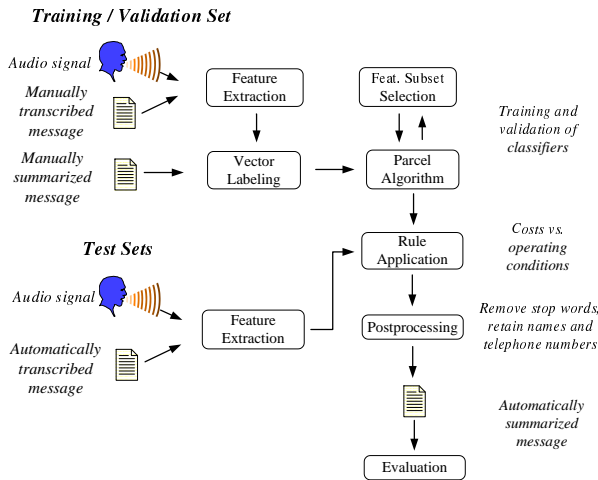 Training / Validation Set
Audio signal
Manually
transcribed
message
Manually
summarized
message
Feature
Extraction
Vector
Labeling
Feat. Subset
Selection
Parcel
Algorithm
Training and
validation of
classifiers
Test Sets
Audio signal
Automatically
transcribed
message
Feature
Extraction
Rule
Application
Costs vs.
operating
conditions
Postprocessing
Remove stop words,
retain names and
telephone numbers
Automatically
summarized
message
Evaluation